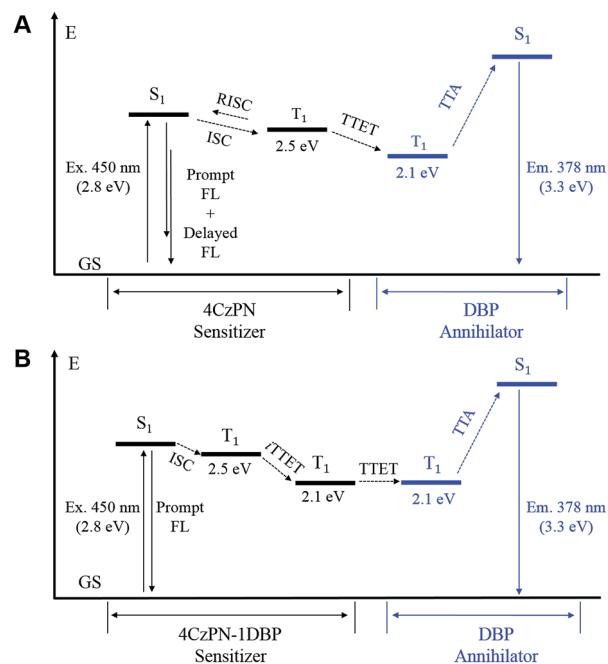 A
E
S₁
S₁
RISC
ISC
T₁
2.5 eV
TTET
T₁
2.1 eV
TTA
Ex. 450 nm
(2.8 eV)
Prompt
FL
+
Delayed
FL
Em. 378 nm
(3.3 eV)
GS
4CzPN
Sensitizer
DBP
Annihilator
B
E
S₁
S₁
ISC
T₁
2.5 eV
iTTET
T₁
2.1 eV
TTET
T₁
2.1 eV
TTA
Ex. 450 nm
(2.8 eV)
Prompt
FL
Em. 378 nm
(3.3 eV)
GS
4CzPN-1DBP
Sensitizer
DBP
Annihilator